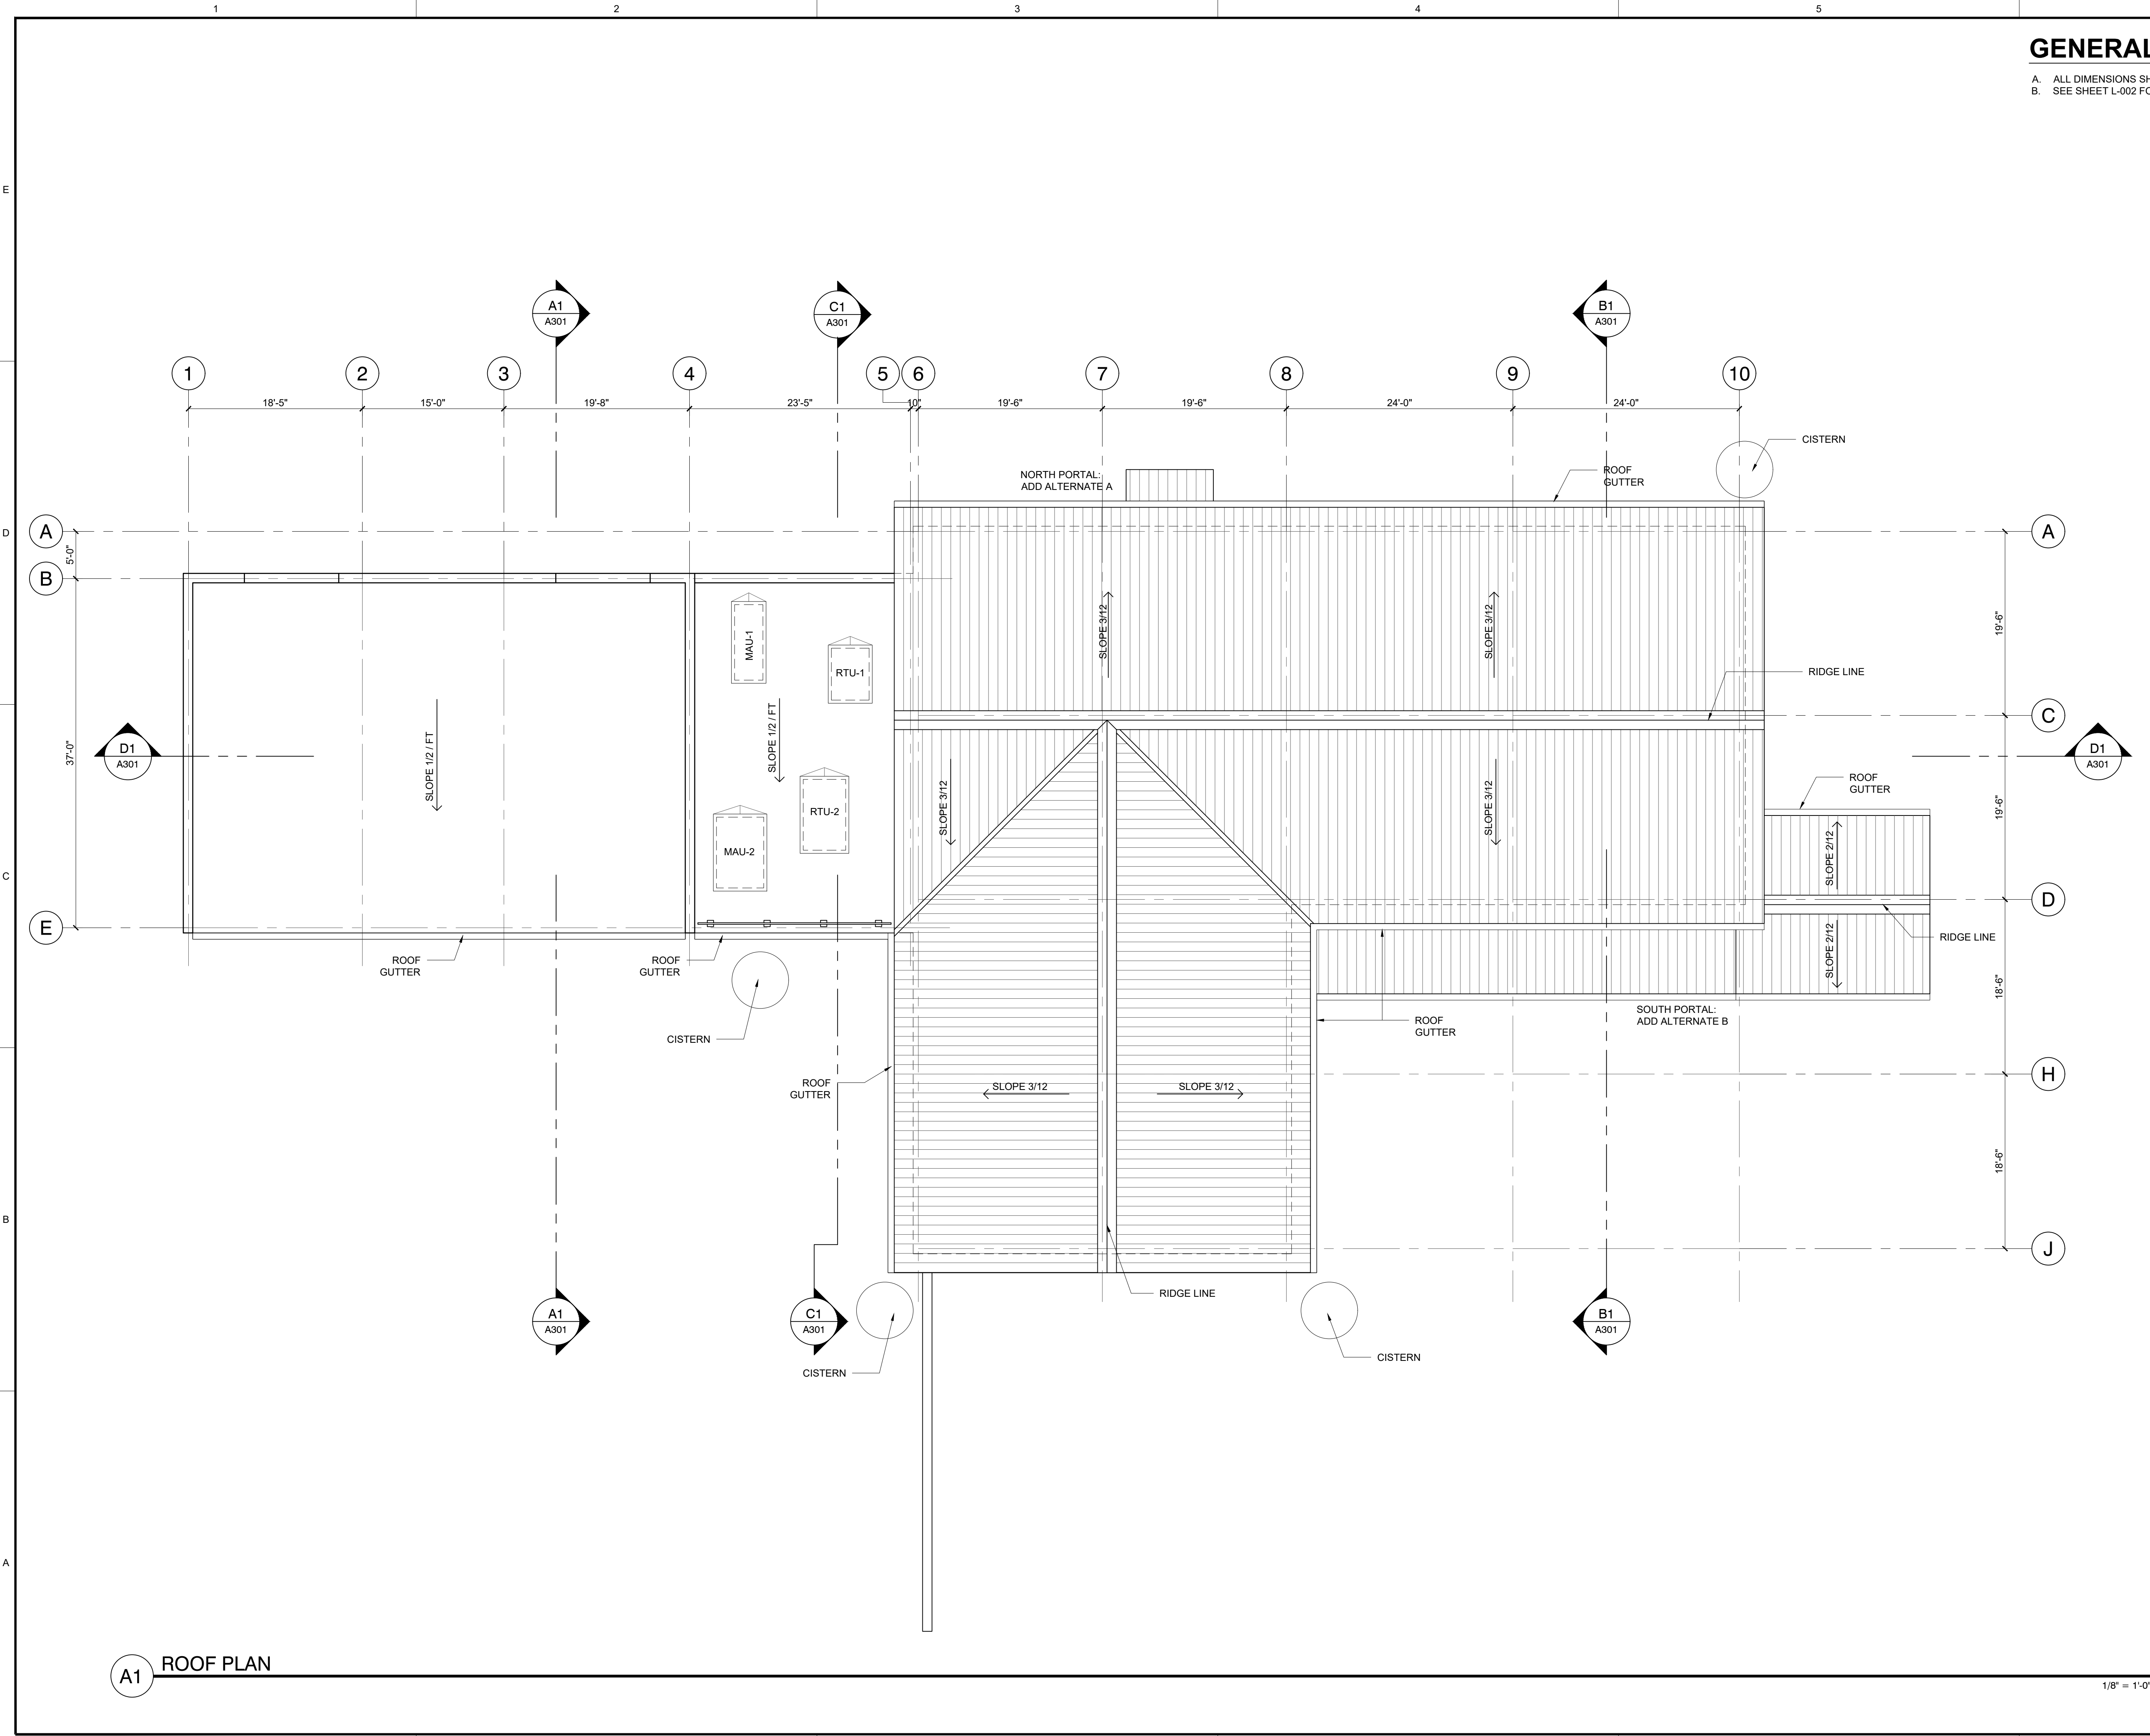 1 2 3 4 5
GENERAL
A. ALL DIMENSIONS SH
B. SEE SHEET L-002 FO
E
A1
A301
C1
A301
B1
A301
1 2 3 4 5 6 7 8 9 10
18'-5" 15'-0" 19'-8" 23'-5" 10" 19'-6" 19'-6" 24'-0" 24'-0"
CISTERN
NORTH PORTAL:
ADD ALTERNATE A
ROOF
GUTTER
D
A
A
5'-0"
B
19'-6"
MAU-1
SLOPE 3/12
SLOPE 3/12
RTU-1
RIDGE LINE
C
37'-0"
D1
A301
SLOPE 1/2 / FT
SLOPE 1/2 / FT
D1
A301
ROOF
GUTTER
SLOPE 3/12
SLOPE 3/12
19'-6"
RTU-2
MAU-2
SLOPE 2/12
C
D
E
RIDGE LINE
SLOPE 2/12
ROOF
GUTTER
ROOF
GUTTER
18'-6"
SOUTH PORTAL:
ADD ALTERNATE B
ROOF
GUTTER
CISTERN
H
ROOF
GUTTER
SLOPE 3/12
SLOPE 3/12
18'-6"
B
J
RIDGE LINE
A1
A301
C1
A301
B1
A301
CISTERN
CISTERN
A
A1
ROOF PLAN
1/8" = 1'-0"